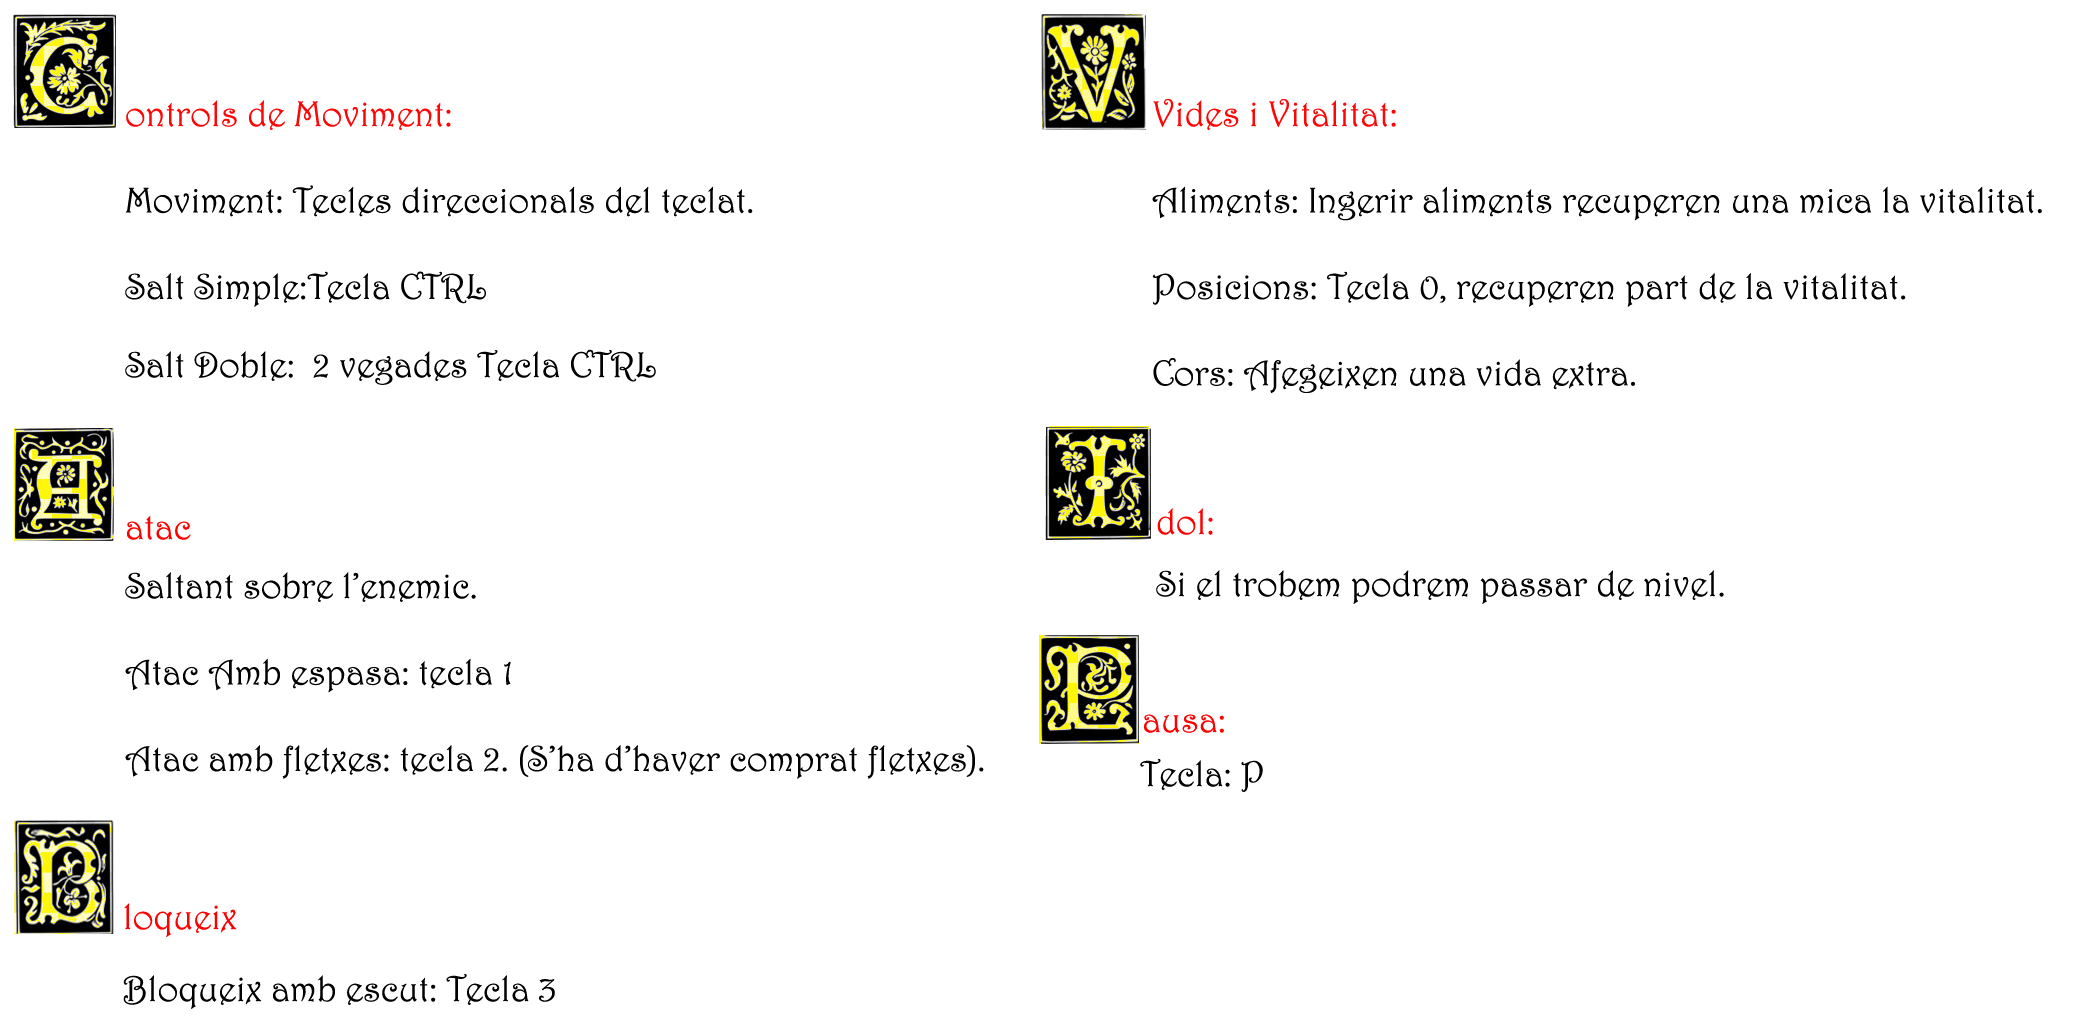 Controls de Moviment:
Moviment: Tecles direccionals del teclat.
Salt Simple:Tecla CTRL
Salt Doble:  2 vegades Tecla CTRL
A atac
Saltant sobre l'enemic.
Atac Amb espasa: tecla 1
Atac amb fletxes: tecla 2. (S'ha d'haver comprat fletxes).
Bloqueix
Bloqueix amb escut: Tecla 3
V Vides i Vitalitat:
Aliments: Ingerir aliments recuperen una mica la vitalitat.
Posicions: Tecla 0, recuperen part de la vitalitat.
Cors: Afegeixen una vida extra.
Idol:
Si el trobem podrem passar de nivel.
Pausa:
Tecla: P